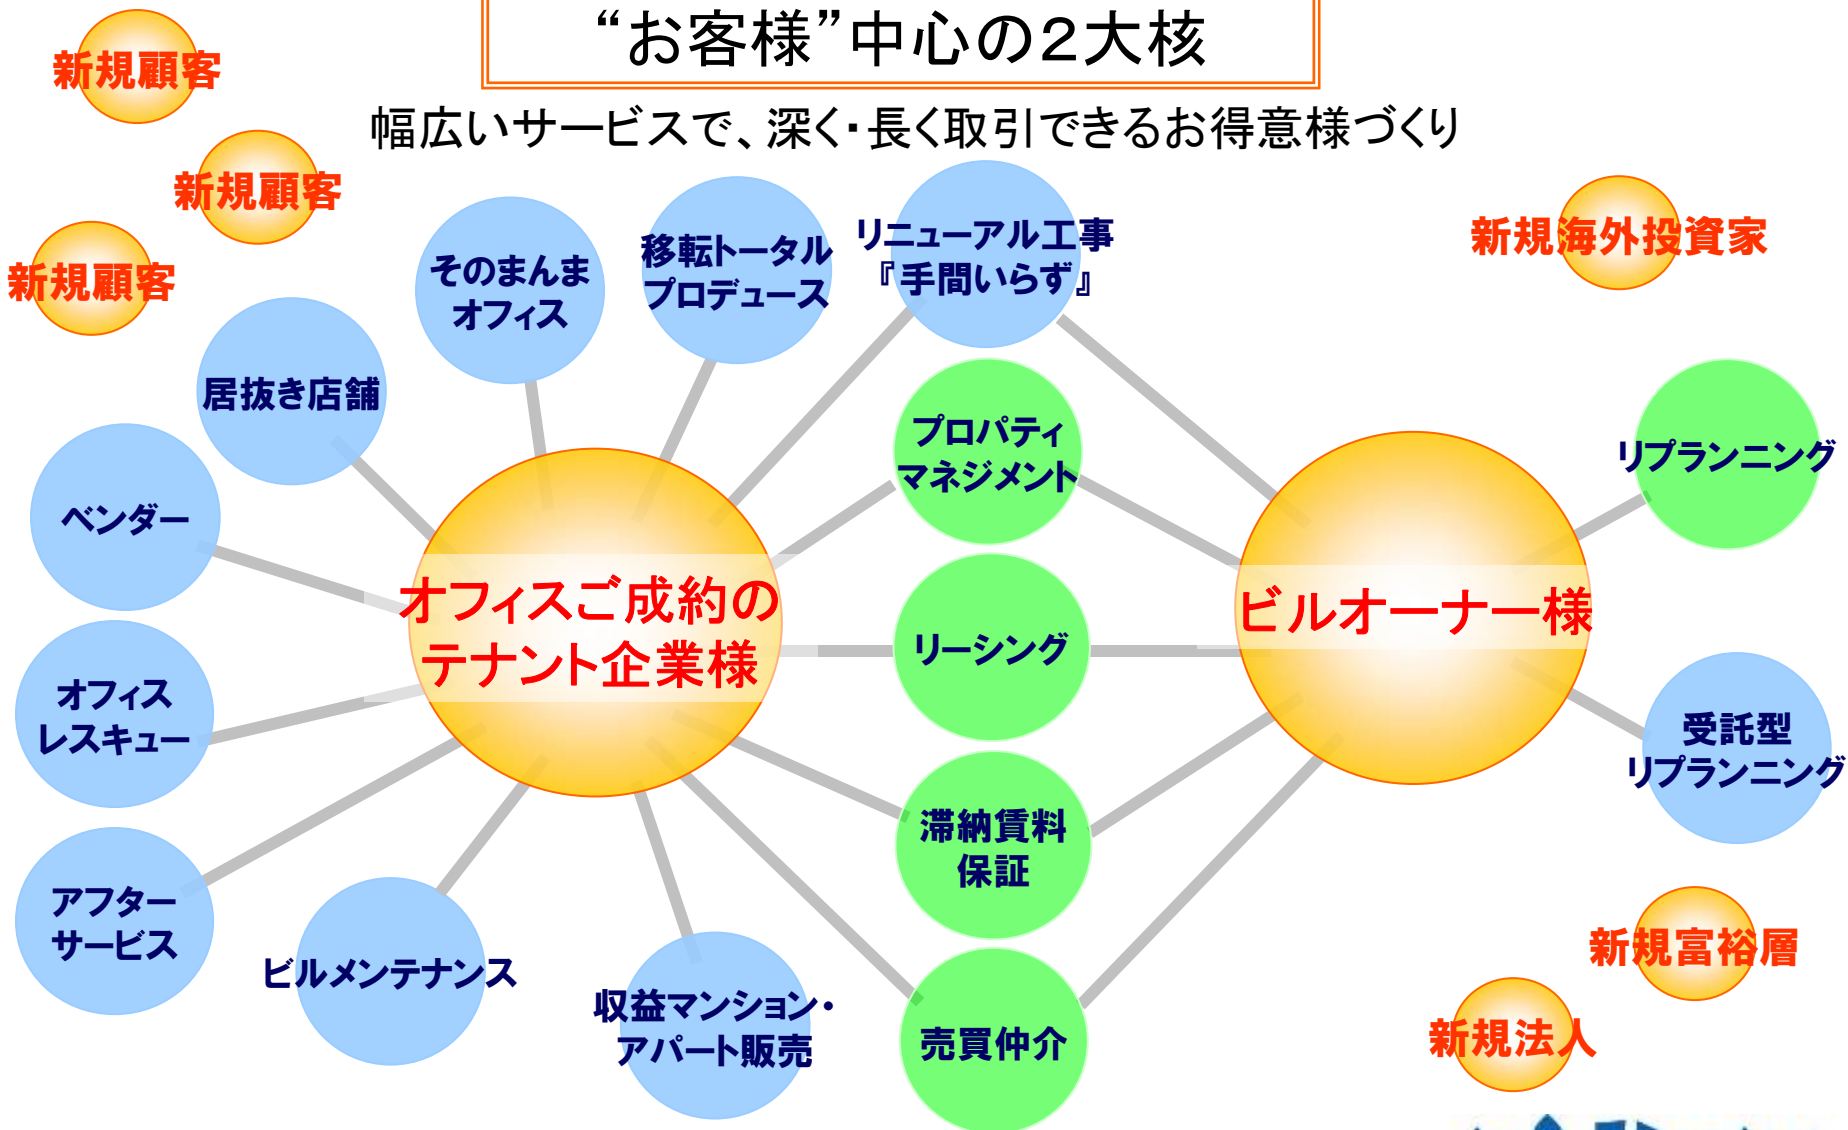 “お客様”中心の２大核
幅広いサービスで、深く・長く取引できるお得意様づくり
新規顧客
新規顧客
新規顧客
新規海外投資家
そのまんま
オフィス
移転トータル
プロデュース
リニューアル工事
『手間いらず』
居抜き店舗
プロパティ
マネジメント
リプランニング
ベンダー
オフィスご成約の
テナント企業様
リーシング
ビルオーナー様
オフィス
レスキュー
受託型
リプランニング
滞納賃料
保証
アフター
サービス
ビルメンテナンス
収益マンション・
アパート販売
売買仲介
新規富裕層
新規法人